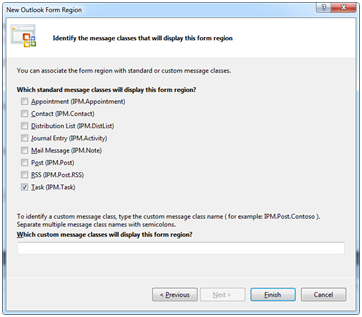 New Outlook Form Region
Identify the message classes that will display this form region
You can associate the form region with standard or custom message classes.
Which standard message classes will display this form region?
Appointment (IPM.Appointment)
Contact (IPM.Contact)
Distribution List (IPM.DistList)
Journal Entry (IPM.Activity)
Mail Message (IPM.Note)
Post (IPM.Post)
RSS (IPM.Post.RSS)
Task (IPM.Task)
To identify a custom message class, type the custom message class name ( for example: IPM.Post.Contoso ).
Separate multiple message class names with semicolons.
Which custom message classes will display this form region?
< Previous
Next >
Finish
Cancel